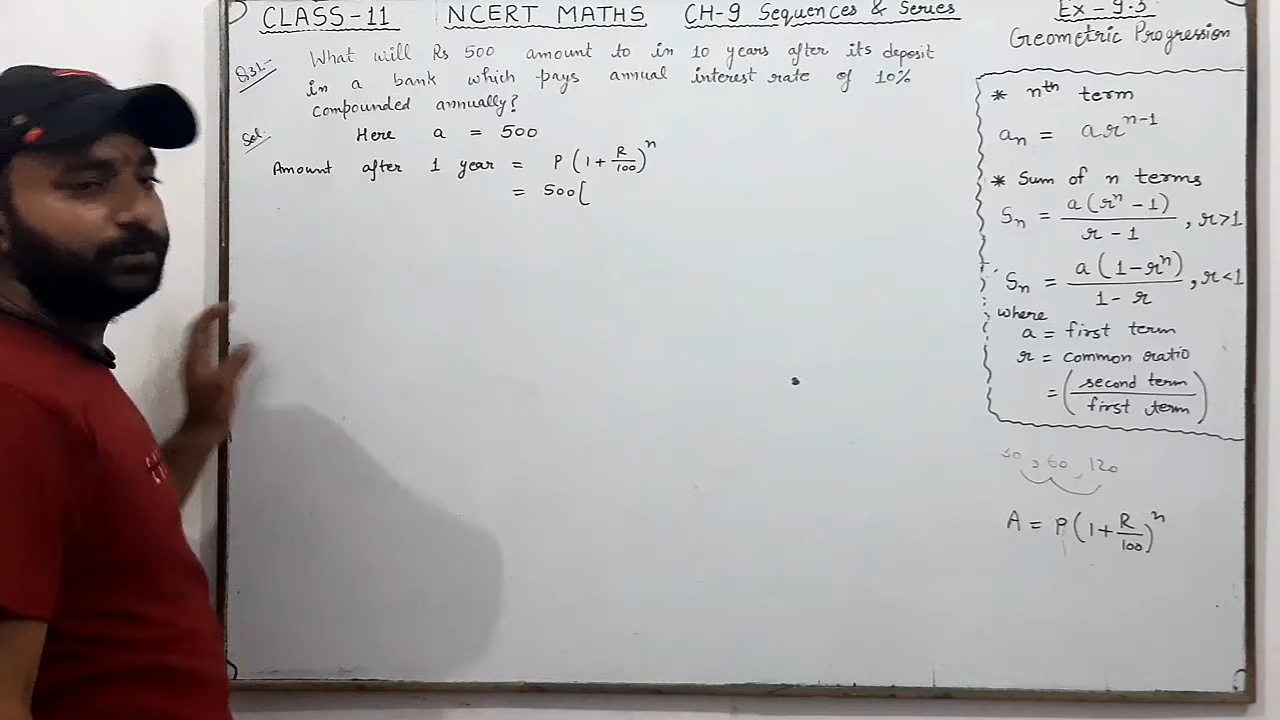 CLASS-11 NCERT MATHS CH-9 Sequences & Series
Ex - 9.3
Geometric Progression
Q31:- What will Rs 500 amount to in 10 years after its deposit
in a bank which pays annual interest rate of 10%
compounded annually?
Sol:- Here a = 500
Amount after 1 year = P(1+R/100)^n
= 500[
* nth term
a_n = ar^(n-1)
* Sum of n terms
S_n = a(r^n - 1)/(r - 1), r>1
S_n = a(1-r^n)/(1-r), r<1
where
a = first term
r = common ratio
= (second term/first term)
30, 60, 120
A = P(1+R/100)^n